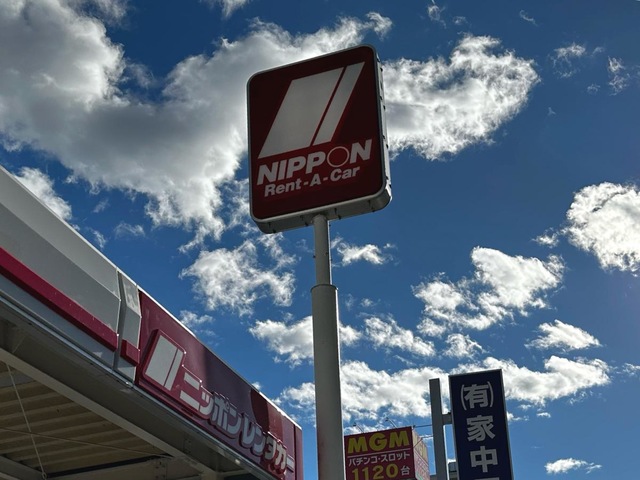 NIPPON
Rent-A-Car
ニッポンレンタカー
MGM
パチンコ・スロット
1120台
㈲家中